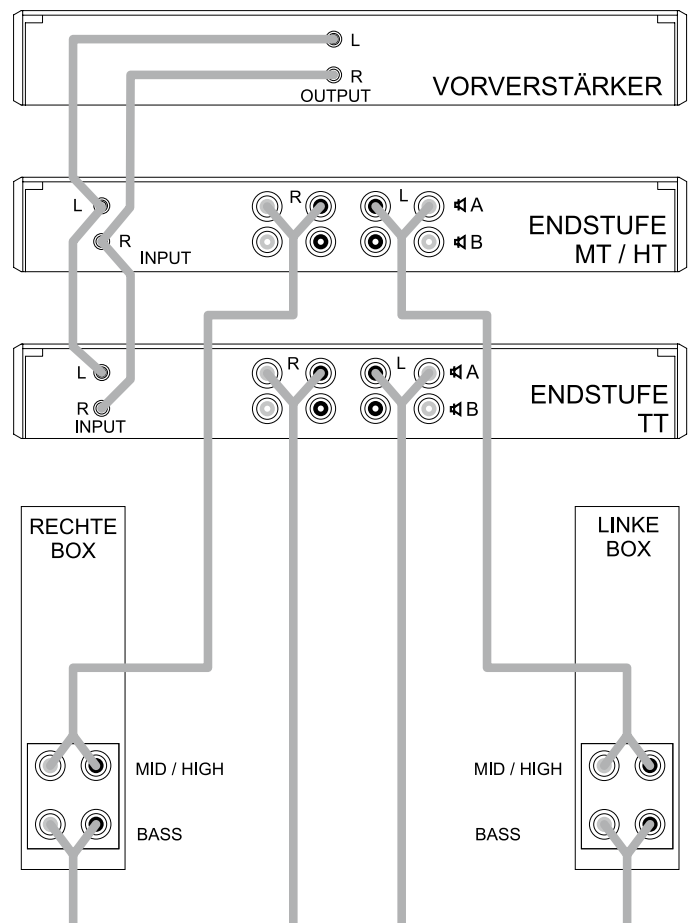 L
R
OUTPUT
VORVERSTÄRKER
L
R
INPUT
R
L
A
B
ENDSTUFE
MT / HT
L
R
INPUT
R
L
A
B
ENDSTUFE
TT
RECHTE
BOX
LINKE
BOX
MID / HIGH
MID / HIGH
BASS
BASS